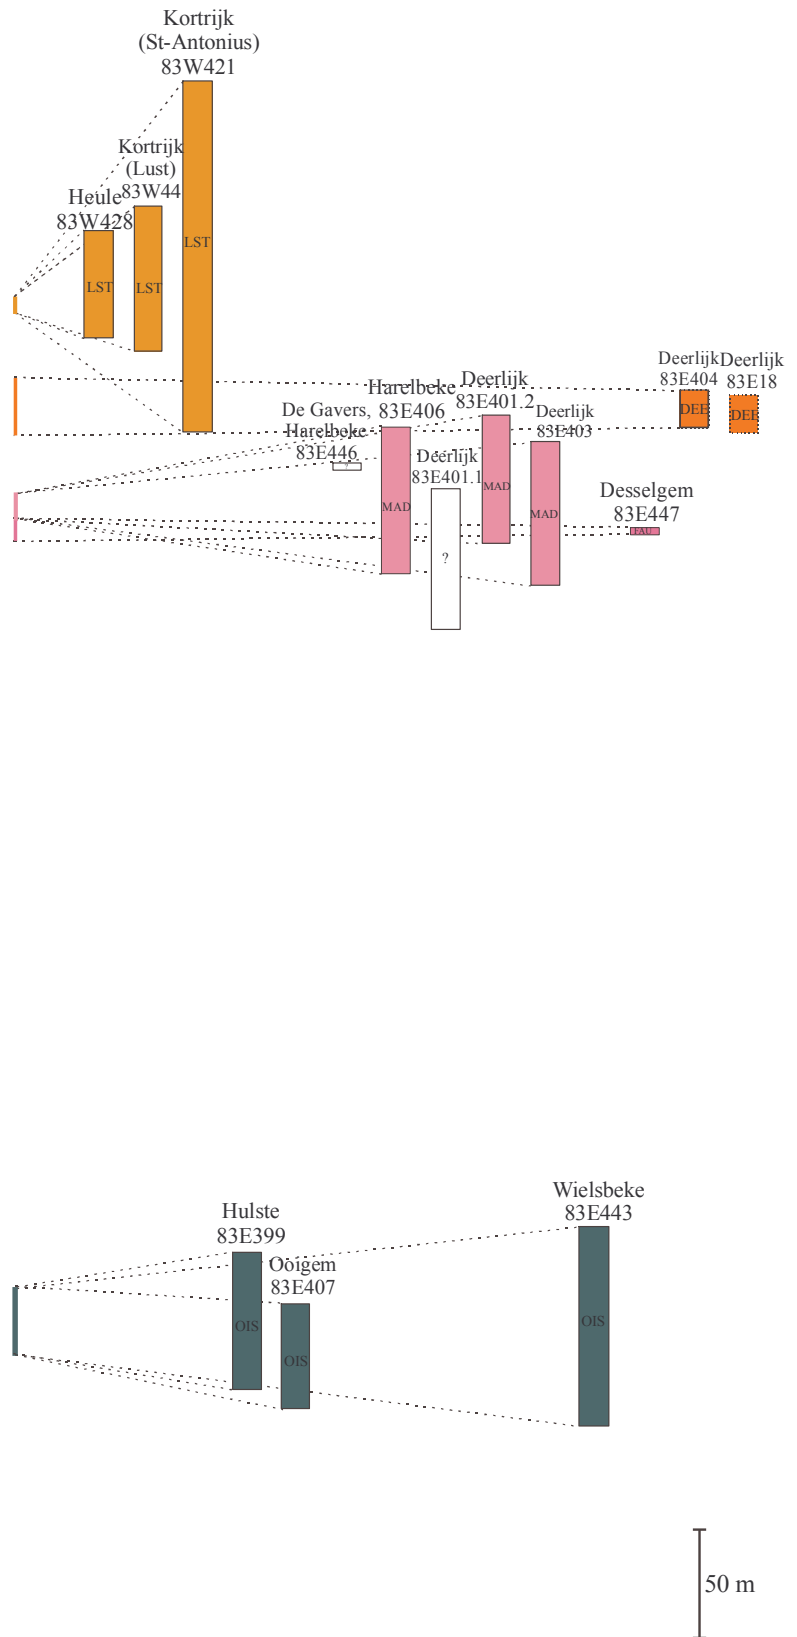 Kortrijk
(St-Antonius)
83W421
Kortrijk
(Lust)
83W44
Heule
83W428
LST
LST
LST
Deerlijk
83E404
Deerlijk
83E18
DEE
DEE
Harelbeke
83E406
Deerlijk
83E401.2
De Gavers,
Harelbeke
83E446
?
Deerlijk
83E403
Deerlijk
83E401.1
MAD
MAD
MAD
?
Desselgem
83E447
Wielsbeke
83E443
Hulste
83E399
Ooigem
83E407
OIS
OIS
OIS
50 m